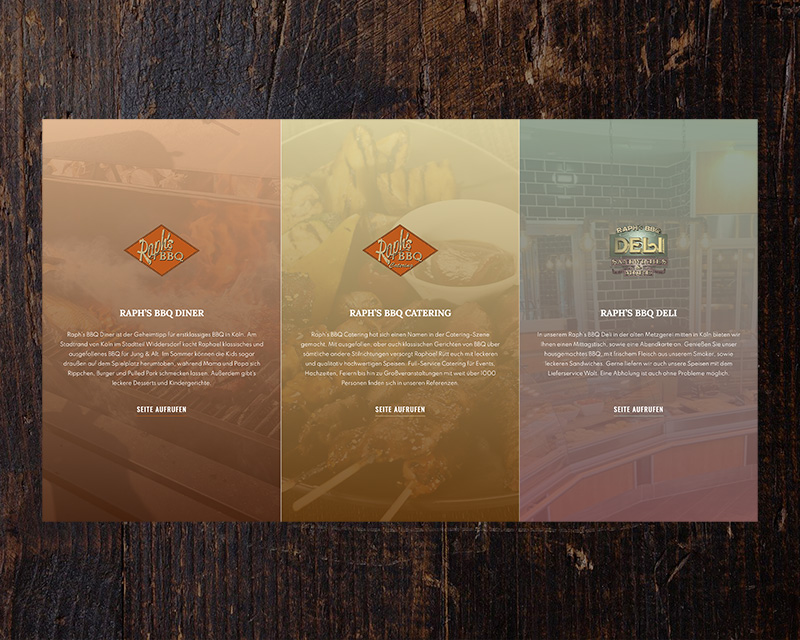 Raph's
BBQ
RAPH'S BBQ DINER
Raph's BBQ Diner ist der Geheimtipp für erstklassiges BBQ in Köln. Am
Stadtrand von Köln im Stadtteil Widdersdorf kocht Raphael klassisches und
ausgefallenes BBQ für Jung & Alt. Im Sommer können die Kids sogar
draußen auf dem Spielplatz herumtoben, während Mama und Papa sich
Rippchen, Burger und Pulled Pork schmecken lassen. Außerdem gibt's
leckere Desserts und Kindergerichte.
SEITE AUFRUFEN
Raph's
BBQ
Catering
RAPH'S BBQ CATERING
Raph's BBQ Catering hat sich einen Namen in der Catering-Szene
gemacht. Mit ausgefallen, aber auch klassischen Gerichten von BBQ über
sämtliche andere Stilrichtungen versorgt Raphael Rütt euch mit leckeren
und qualitativ hochwertigen Speisen. Full-Service Catering für Events,
Hochzeiten, Feiern bis hin zu Großveranstaltungen mit weit über 1000
Personen finden sich in unseren Referenzen.
SEITE AUFRUFEN
RAPH'S BBQ
DELI
SANDWICHES
RAPH'S BBQ DELI
In unserem Raph's BBQ Deli in der alten Metzgerei mitten in Köln bieten wir
Ihnen einen Mittagstisch, sowie eine Abendkarte an. Genießen Sie unser
hausgemachtes BBQ, mit frischem Fleisch aus unserem Smoker, sowie
leckeren Sandwiches. Gerne liefern wir auch unsere Speisen mit dem
Lieferservice Wolt. Eine Abholung ist auch ohne Probleme möglich.
SEITE AUFRUFEN